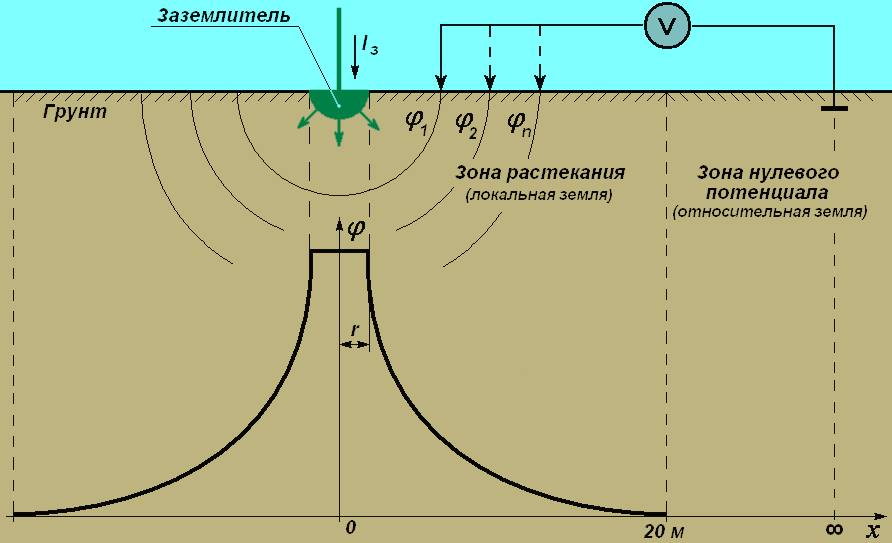 Заземлитель
Iз
V
Грунт
φ1
φ2
φn
Зона растекания
(локальная земля)
Зона нулевого
потенциала
(относительная земля)
φ
r
0
20 м
∞
x